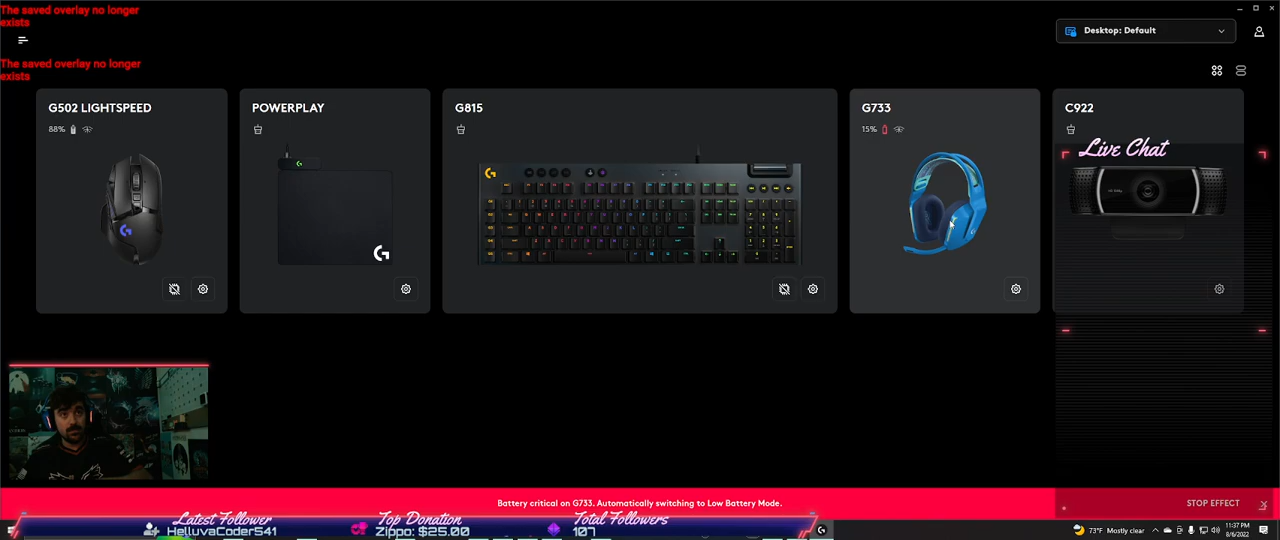 The saved overlay no longer
exists
Desktop: Default
The saved overlay no longer
exists
G502 LIGHTSPEED
88%
POWERPLAY
G815
G733
15%
C922
Live Chat
Battery critical on G733. Automatically switching to Low Battery Mode.
STOP EFFECT
Latest Follower
HelluvaCoder541
Top Donation
Zippo: $25.00
Total Followers
107
73°F Mostly clear
11:37 PM
8/6/2022